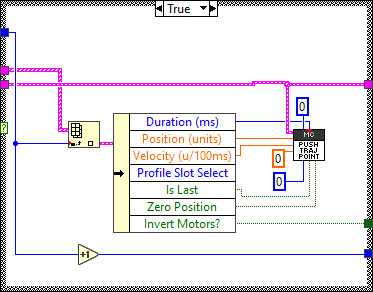 True
0
Duration (ms)
MC
Position (units)
PUSH
TRAJ
POINT
Velocity (u/100ms)
0
Profile Slot Select
0
Is Last
Zero Position
Invert Motors?
?
+1